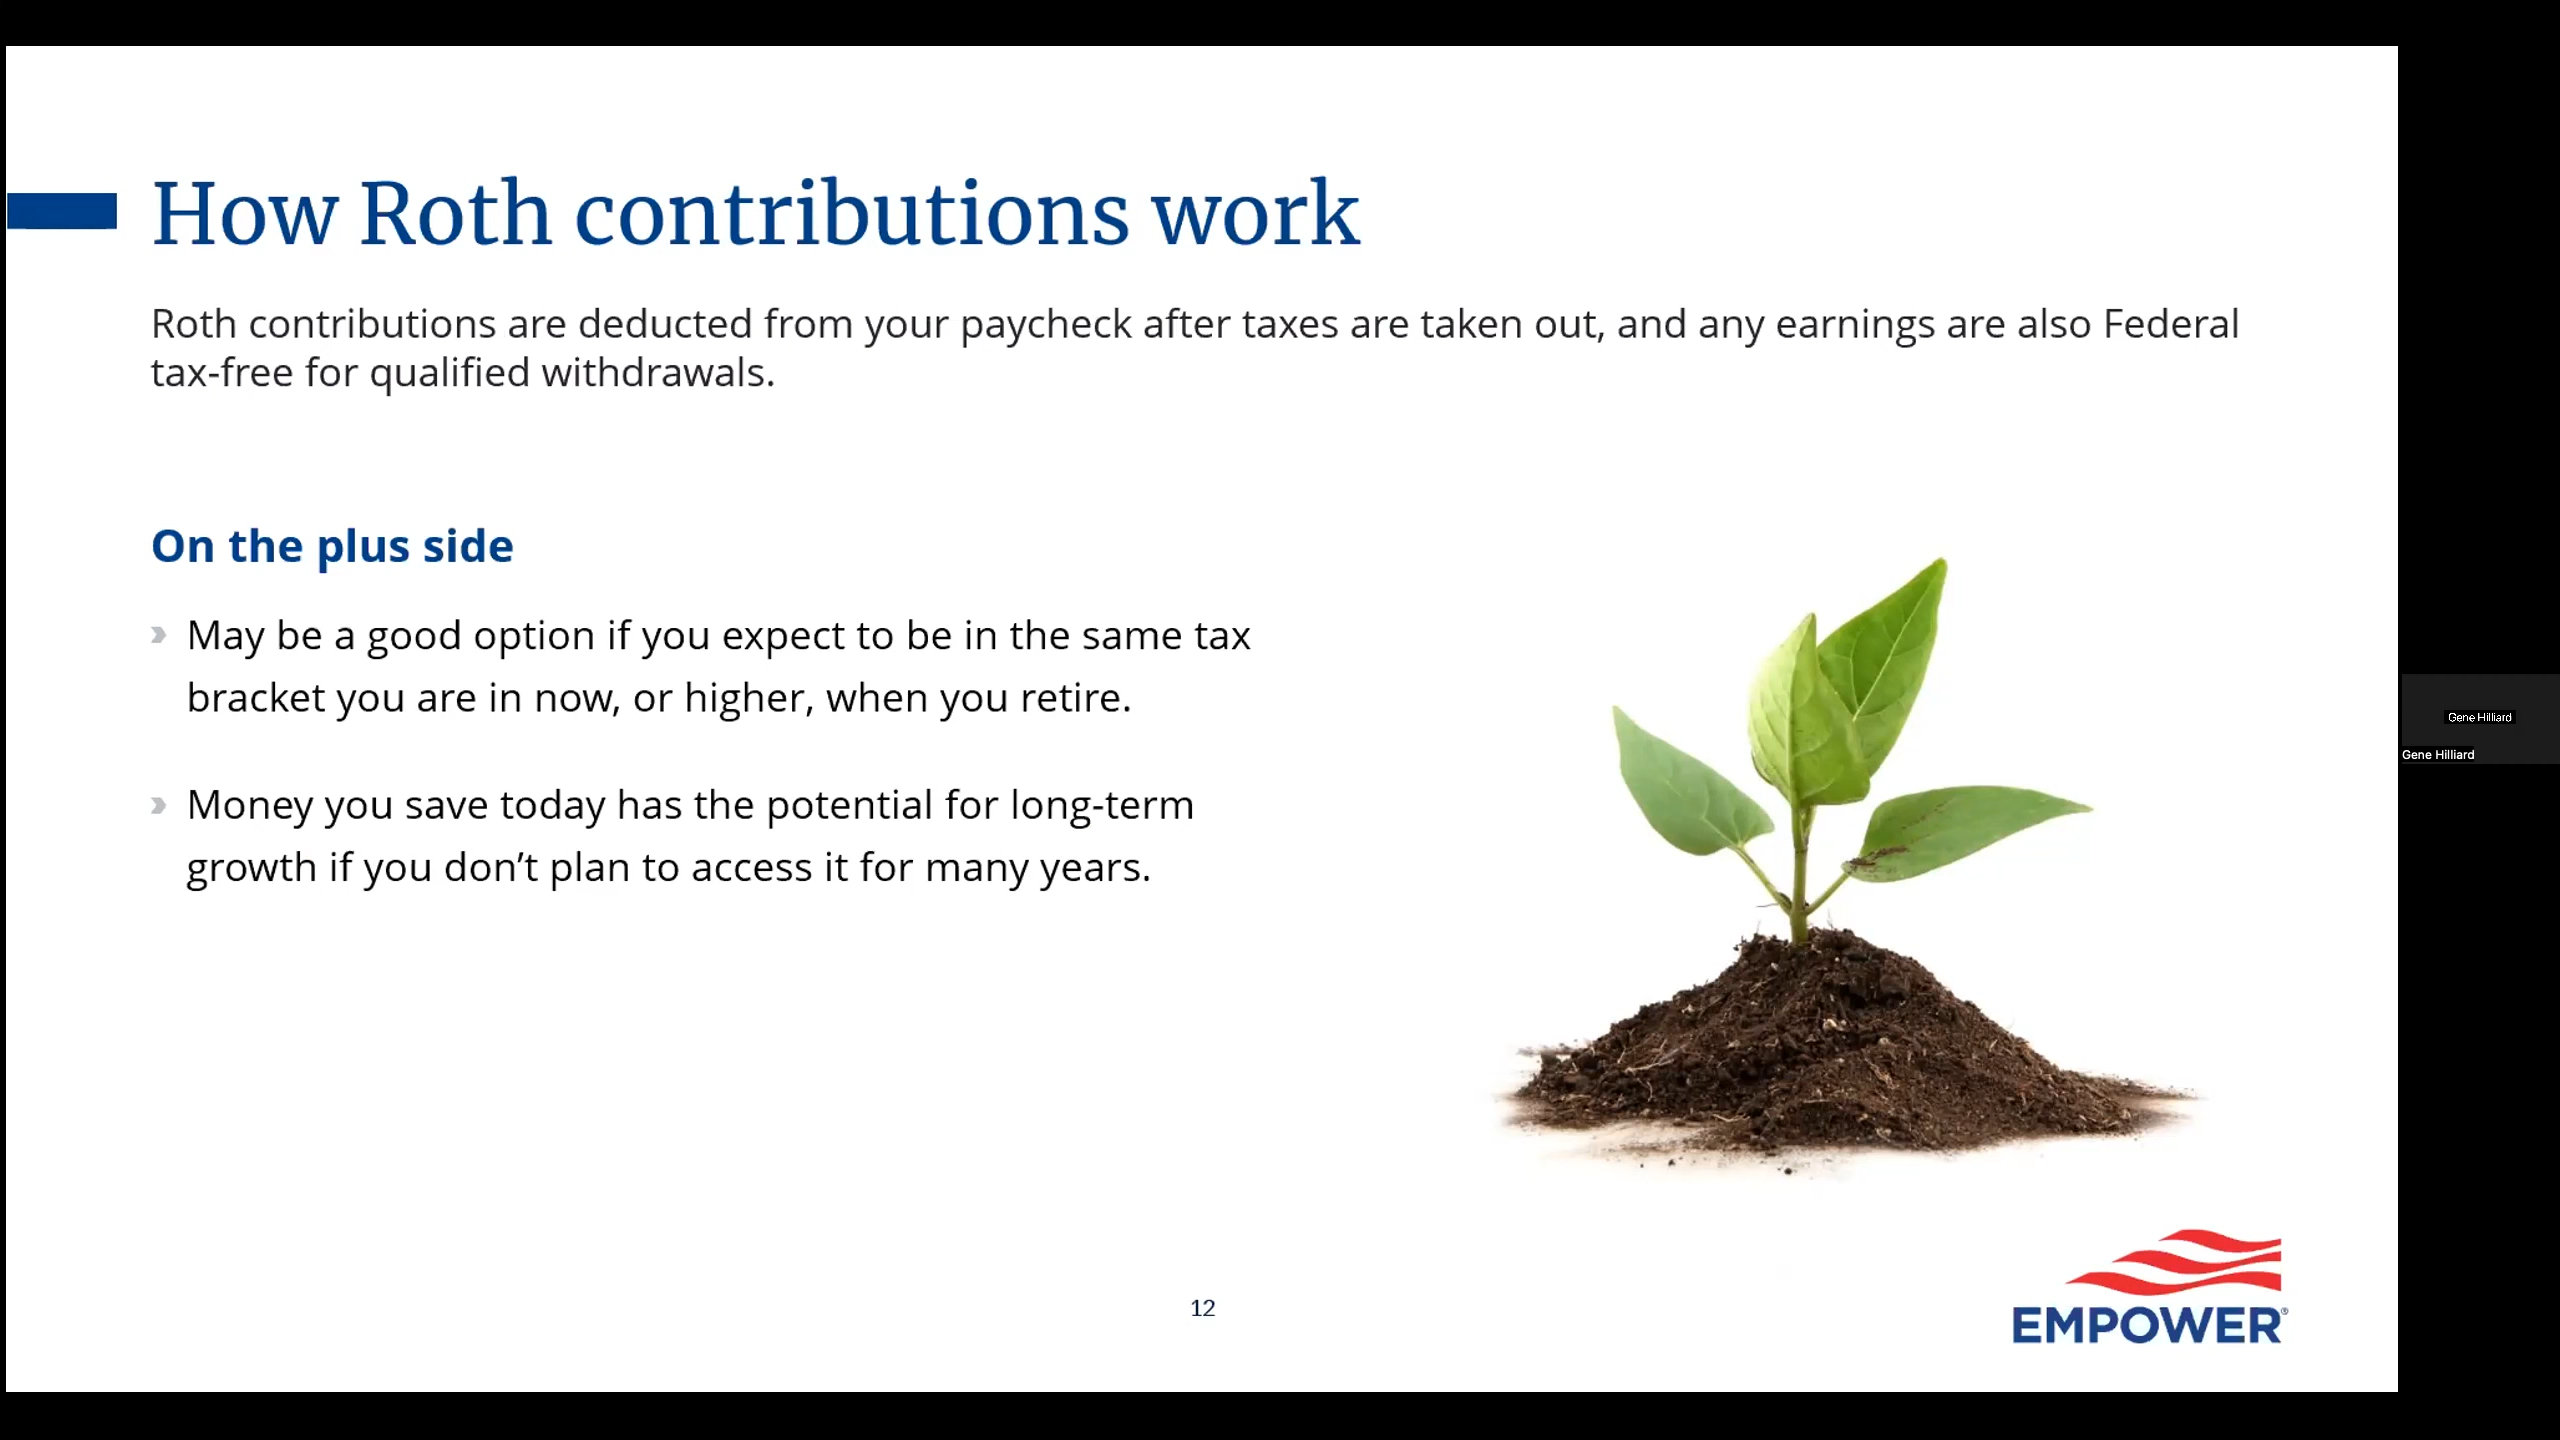 How Roth contributions work
Roth contributions are deducted from your paycheck after taxes are taken out, and any earnings are also Federal
tax-free for qualified withdrawals.
On the plus side
May be a good option if you expect to be in the same tax
bracket you are in now, or higher, when you retire.
Money you save today has the potential for long-term
growth if you don’t plan to access it for many years.
Gene Hilliard
Gene Hilliard
12
EMPOWER®